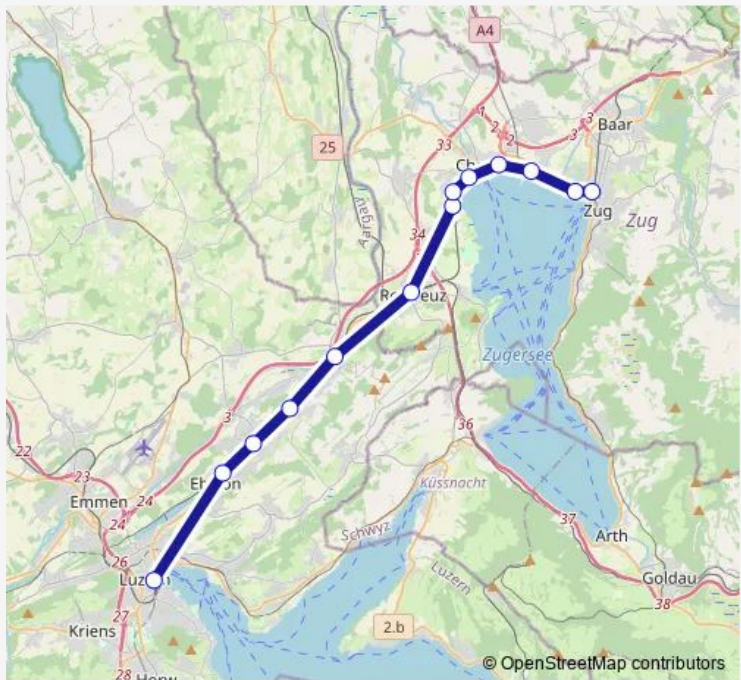 A4
Baar
25
33
1
2
2
3
3
Ch
Zug
Zug
Aargau
34
Ro
euz
Zugersee
3
36
22
23
24
Eb
on
Emmen
24
Küssnacht
37
Arth
26
Schwyz
Luz
n
Luzern
Goldau
38
27
2.b
Kriens
28
Horw
© OpenStreetMap contributors